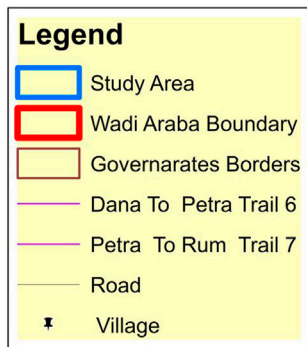 Legend
Study Area
Wadi Araba Boundary
Governarates Borders
Dana To Petra Trail 6
Petra To Rum Trail 7
Road
Village